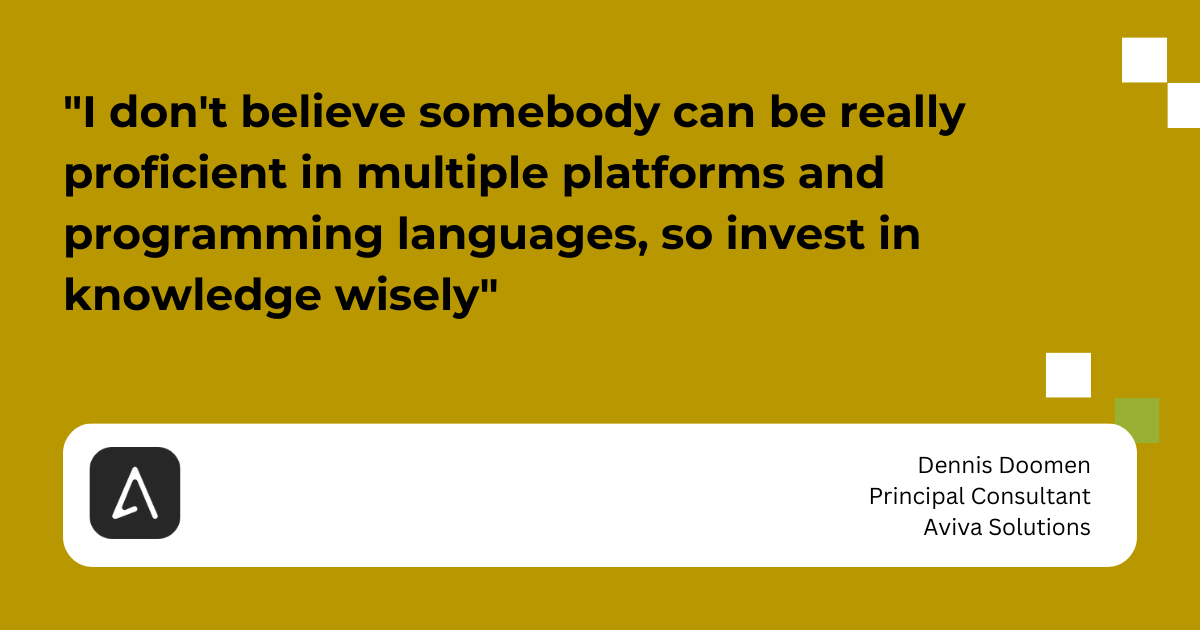 "I don't believe somebody can be really
proficient in multiple platforms and
programming languages, so invest in
knowledge wisely"
Dennis Doomen
Principal Consultant
Aviva Solutions